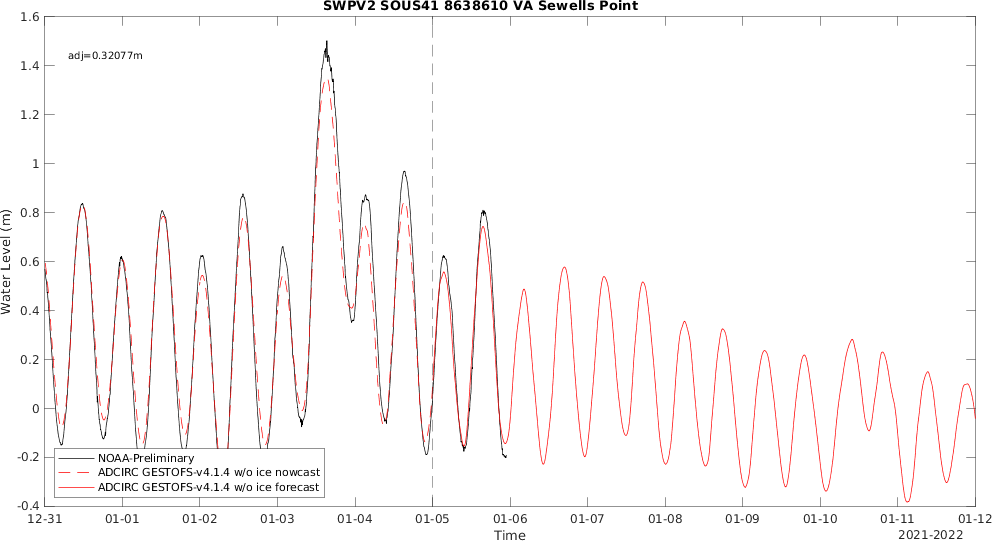 SWPV2 SOUS41 8638610 VA Sewells Point
adj=0.32077m
1.6
1.4
1.2
1
0.8
0.6
0.4
0.2
0
-0.2
-0.4
Water Level (m)
NOAA-Preliminary
ADCIRC GESTOFS-v4.1.4 w/o ice nowcast
ADCIRC GESTOFS-v4.1.4 w/o ice forecast
12-31 01-01 01-02 01-03 01-04 01-05 01-06 01-07 01-08 01-09 01-10 01-11 01-12
Time
2021-2022